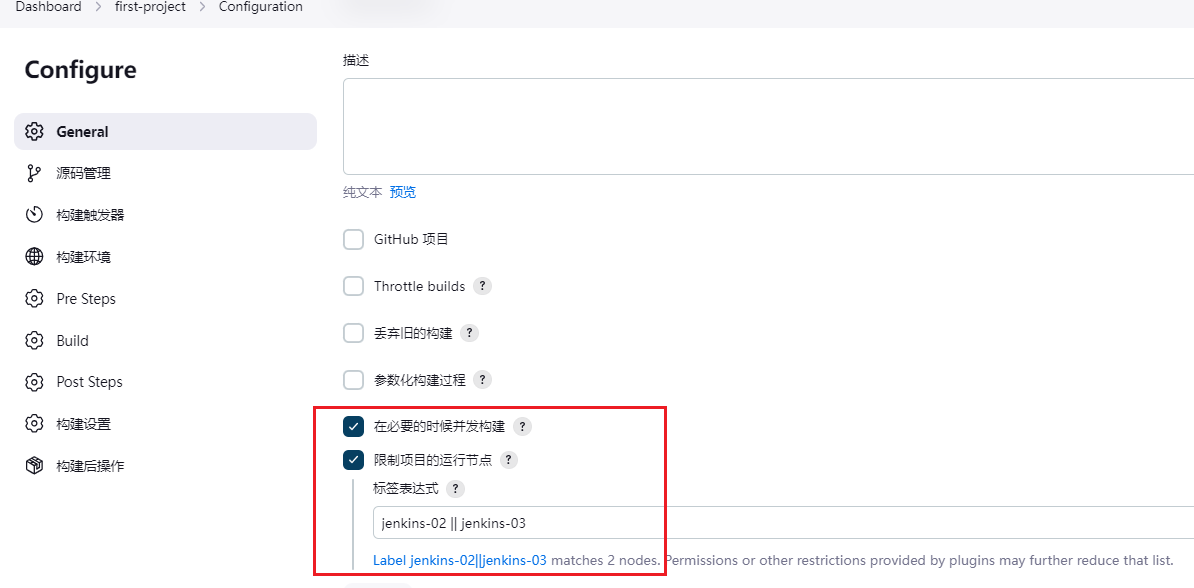 Dashboard > first-project > Configuration
Configure
General
源码管理
构建触发器
构建环境
Pre Steps
Build
Post Steps
构建设置
构建后操作
描述
纯文本 预览
GitHub 项目
Throttle builds ?
丢弃旧的构建 ?
参数化构建过程 ?
在必要的时候并发构建 ?
限制项目的运行节点 ?
标签表达式 ?
jenkins-02 || jenkins-03
Label jenkins-02||jenkins-03 matches 2 nodes. Permissions or other restrictions provided by plugins may further reduce that list.